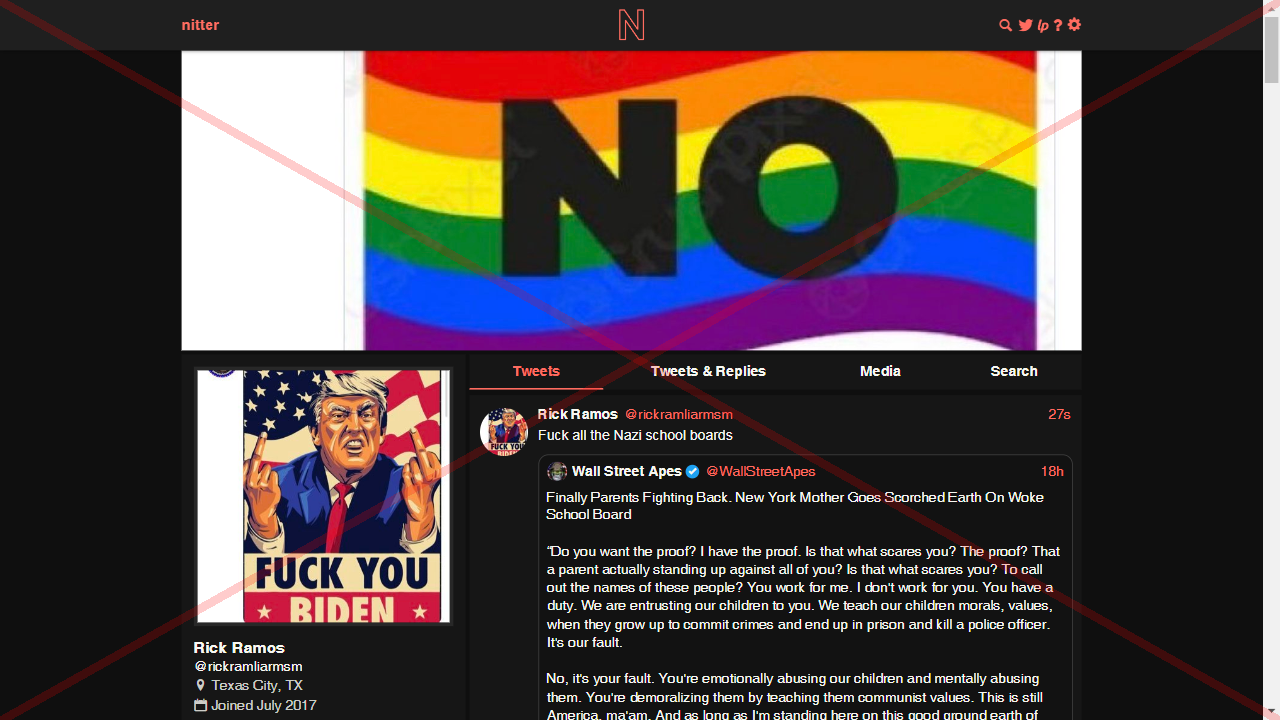 nitter
N
lp ?
NO
FUCK YOU
BIDEN
Rick Ramos
@rickramliarmsm
Texas City, TX
Joined July 2017
Tweets
Tweets & Replies
Media
Search
Rick Ramos @rickramliarmsm 27s
Fuck all the Nazi school boards
FUCK YOU
Wall Street Apes @WallStreetApes 18h
Finally Parents Fighting Back. New York Mother Goes Scorched Earth On Woke
School Board
“Do you want the proof? I have the proof. Is that what scares you? The proof? That
a parent actually standing up against all of you? Is that what scares you? To call
out the names of these people? You work for me. I don't work for you. You have a
duty. We are entrusting our children to you. We teach our children morals, values,
when they grow up to commit crimes and end up in prison and kill a police officer.
It's our fault.
No, it's your fault. You're emotionally abusing our children and mentally abusing
them. You're demoralizing them by teaching them communist values. This is still
America, ma'am. And as long as I'm standing here on this good ground earth of